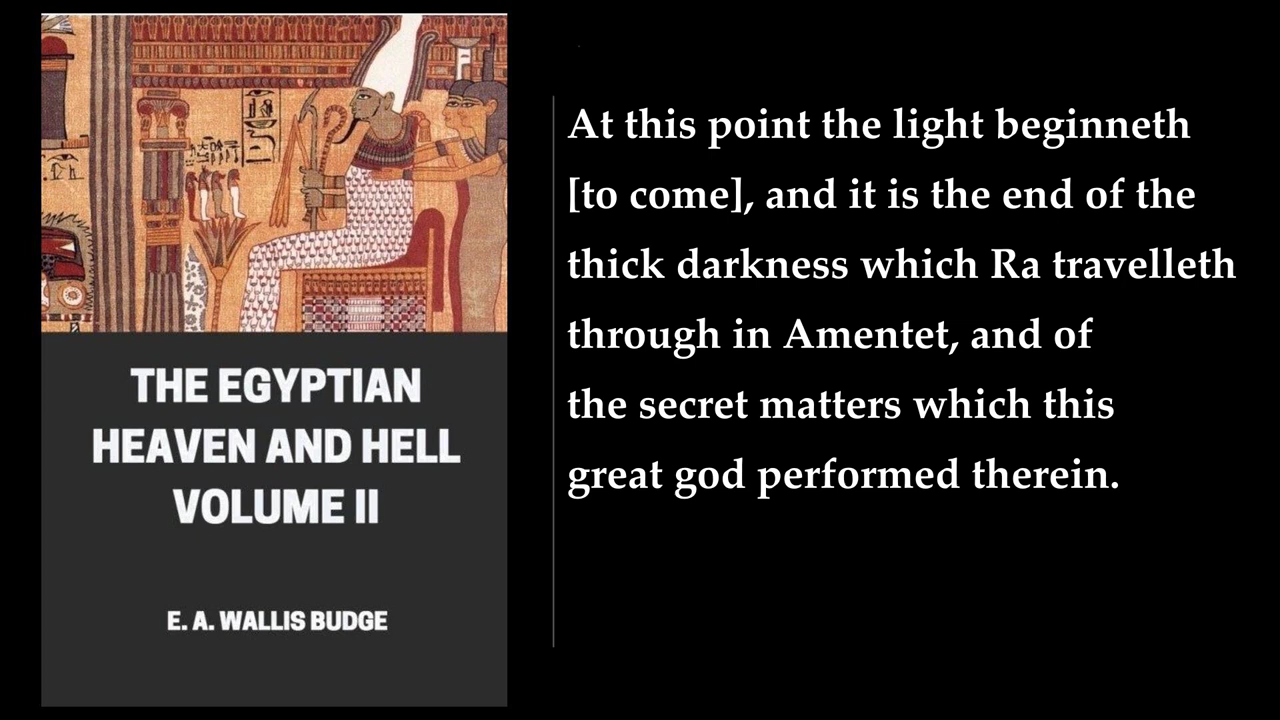 THE EGYPTIAN
HEAVEN AND HELL
VOLUME II
E. A. WALLIS BUDGE
At this point the light beginneth
[to come], and it is the end of the
thick darkness which Ra travelleth
through in Amentet, and of
the secret matters which this
great god performed therein.